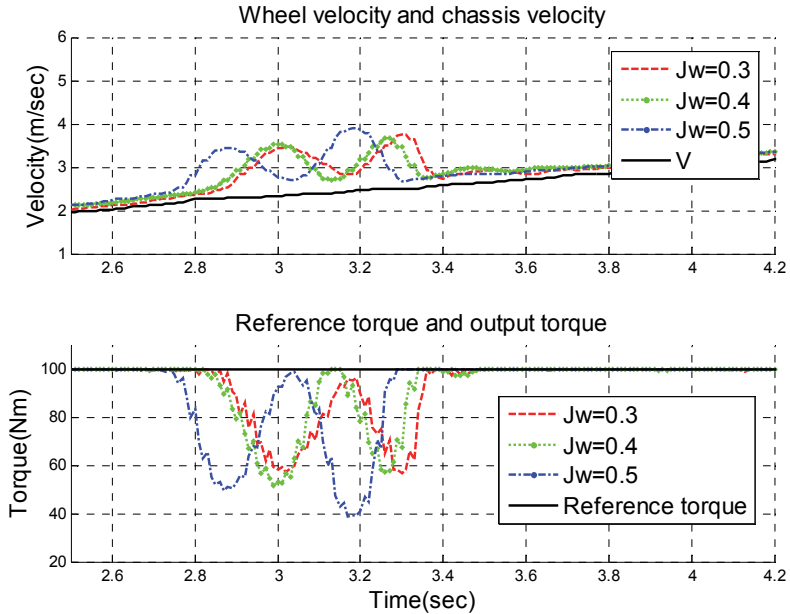 Wheel velocity and chassis velocity
6
5
4
3
2
1
Velocity(m/sec)
Jw=0.3
Jw=0.4
Jw=0.5
V
2.6 2.8 3 3.2 3.4 3.6 3.8 4 4.2
Reference torque and output torque
100
80
60
40
20
Torque(Nm)
Jw=0.3
Jw=0.4
Jw=0.5
Reference torque
2.6 2.8 3 3.2 3.4 3.6 3.8 4 4.2
Time(sec)